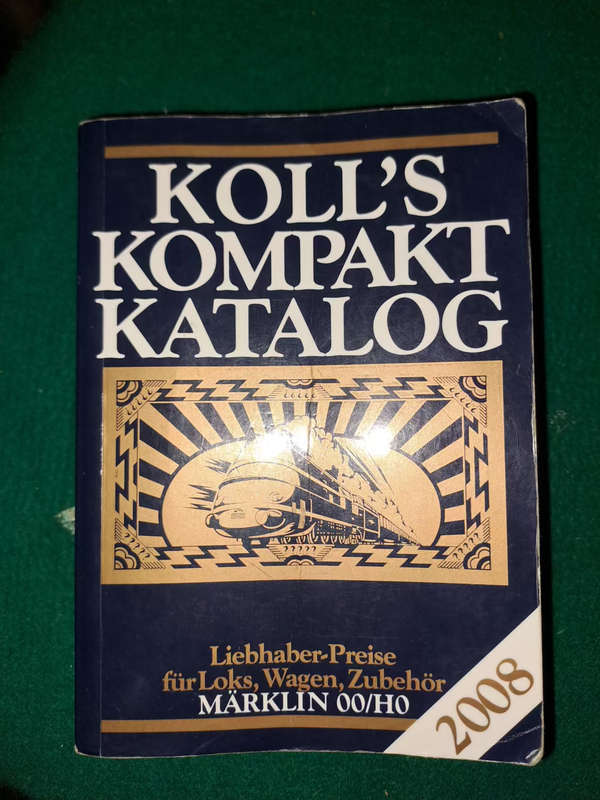 KOLL'S
KOMPAKT
KATALOG
Liebhaber-Preise
für Loks, Wagen, Zubehör
MÄRKLIN 00/H0
2008